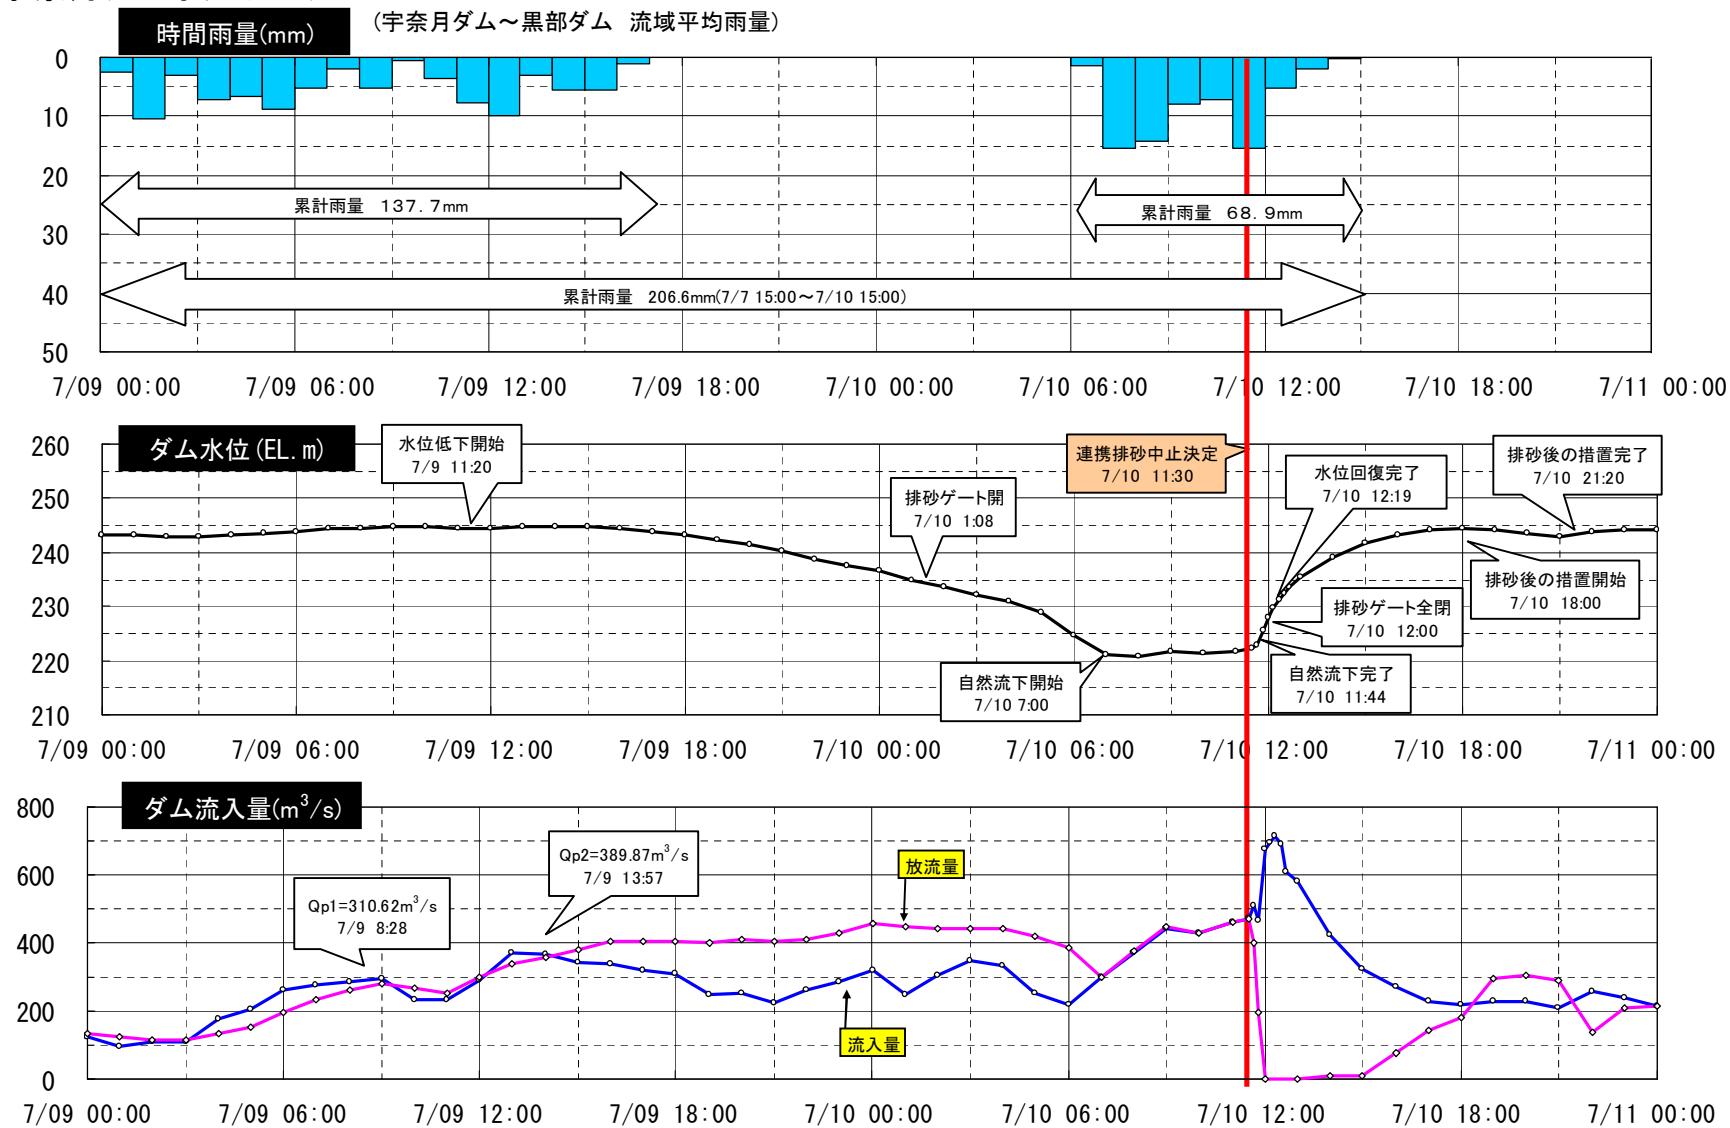 時間雨量(mm)
(宇奈月ダム～黒部ダム 流域平均雨量)
0
10
20
30
40
50
累計雨量 137.7mm
累計雨量 68.9mm
累計雨量 206.6mm(7/7 15:00～7/10 15:00)
7/09 00:00
7/09 06:00
7/09 12:00
7/09 18:00
7/10 00:00
7/10 06:00
7/10 12:00
7/10 18:00
7/11 00:00
ダム水位(EL.m)
260
250
240
230
220
210
水位低下開始
7/9 11:20
排砂ゲート開
7/10 1:08
連携排砂中止決定
7/10 11:30
水位回復完了
7/10 12:19
排砂後の措置完了
7/10 21:20
排砂後の措置開始
7/10 18:00
排砂ゲート全閉
7/10 12:00
自然流下開始
7/10 7:00
自然流下完了
7/10 11:44
7/09 00:00
7/09 06:00
7/09 12:00
7/09 18:00
7/10 00:00
7/10 06:00
7/10 12:00
7/10 18:00
7/11 00:00
ダム流入量(m³/s)
800
600
400
200
0
Qp1=310.62m³/s
7/9 8:28
Qp2=389.87m³/s
7/9 13:57
放流量
流入量
7/09 00:00
7/09 06:00
7/09 12:00
7/09 18:00
7/10 00:00
7/10 06:00
7/10 12:00
7/10 18:00
7/11 00:00